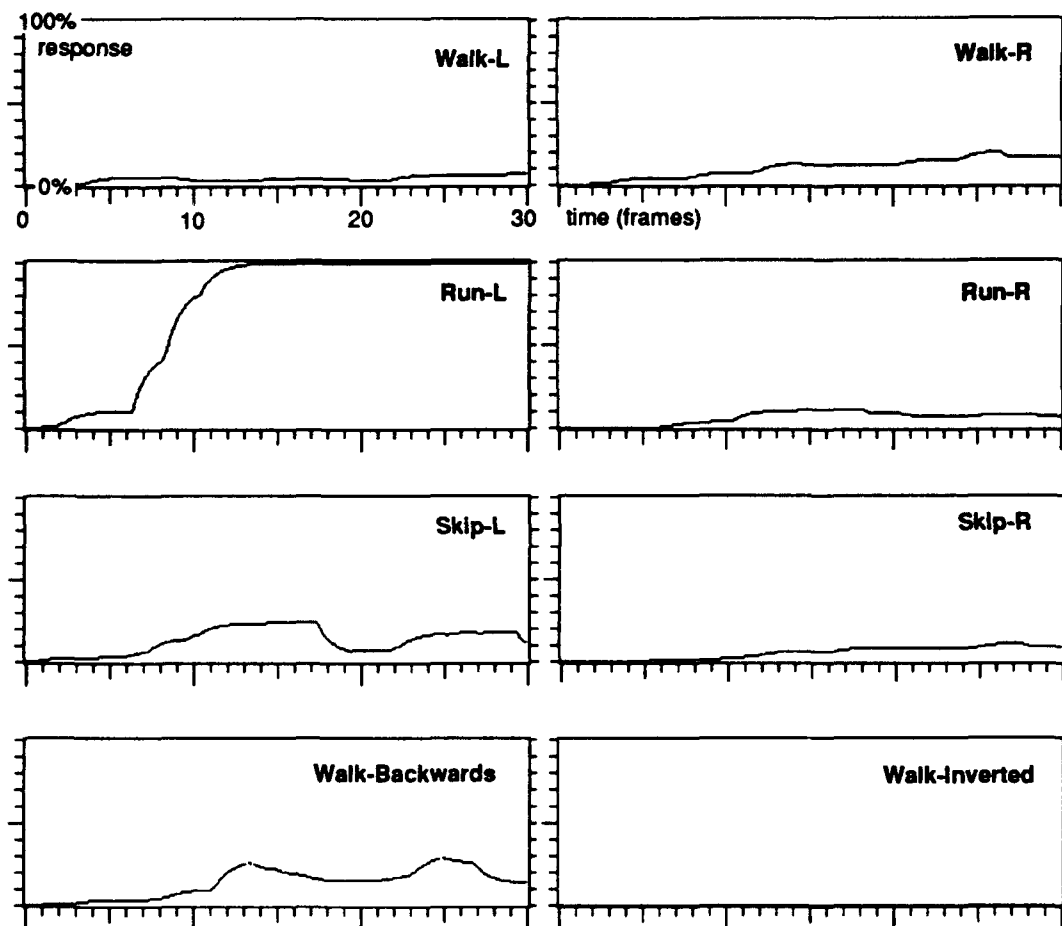 100%
response
Walk-L
Walk-R
0%
0 10 20 30 time (frames)
Run-L
Run-R
Skip-L
Skip-R
Walk-Backwards
Walk-Inverted